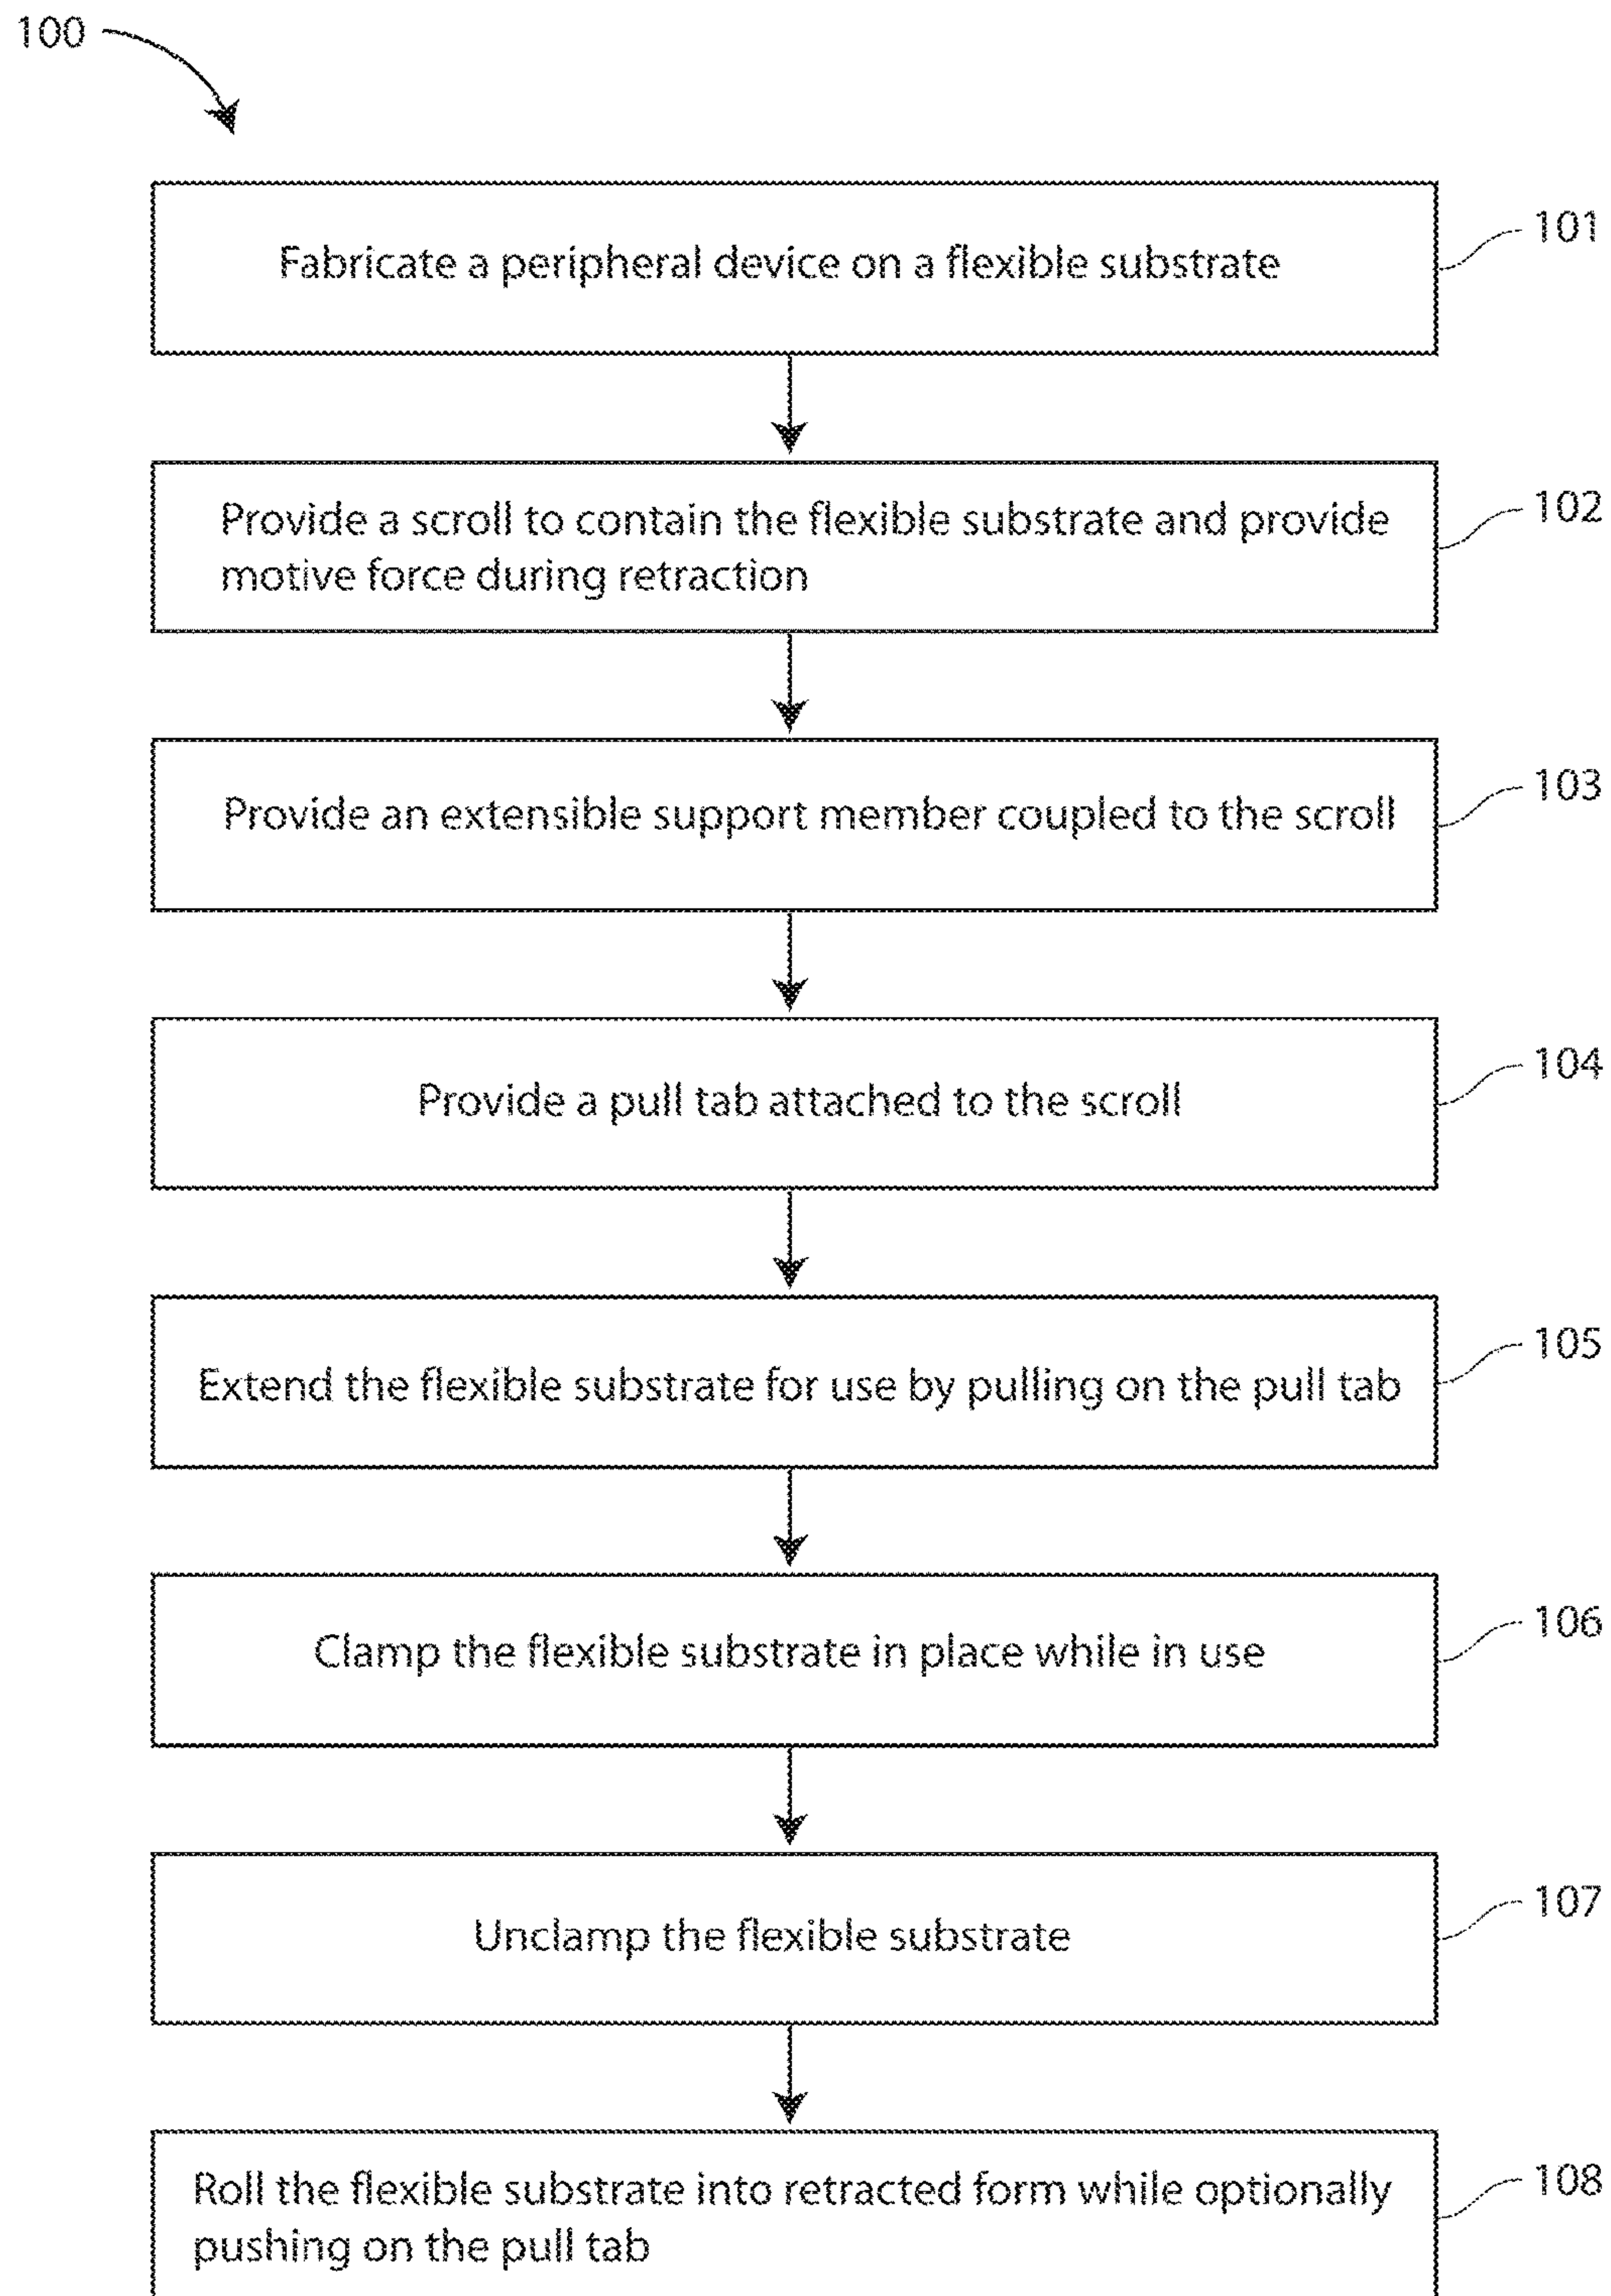 100
Fabricate a peripheral device on a flexible substrate
101
Provide a scroll to contain the flexible substrate and provide
motive force during retraction
102
Provide an extensible support member coupled to the scroll
103
Provide a pull tab attached to the scroll
104
Extend the flexible substrate for use by pulling on the pull tab
105
Clamp the flexible substrate in place while in use
106
Unclamp the flexible substrate
107
Roll the flexible substrate into retracted form while optionally
pushing on the pull tab
108